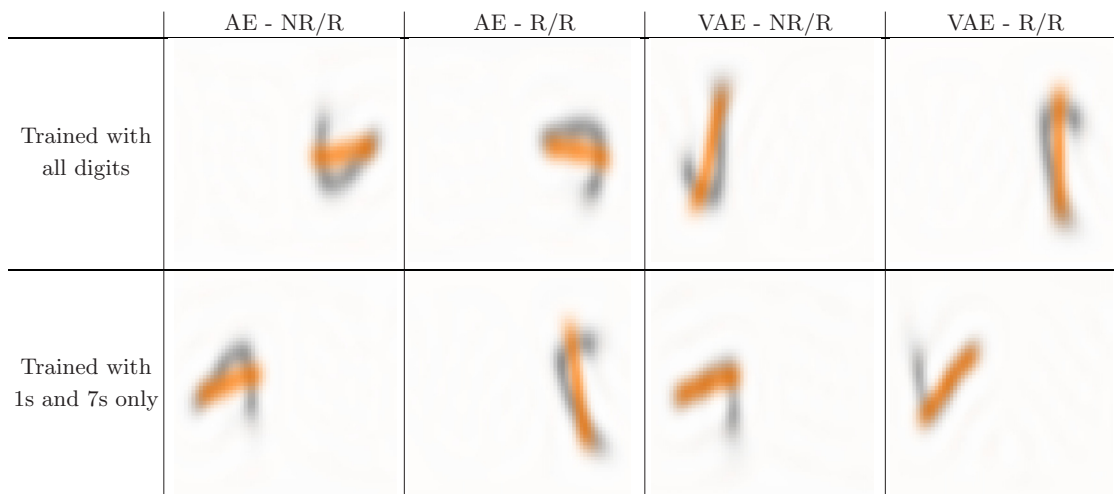 AE - NR/R
AE - R/R
VAE - NR/R
VAE - R/R
Trained with
all digits
Trained with
1s and 7s only